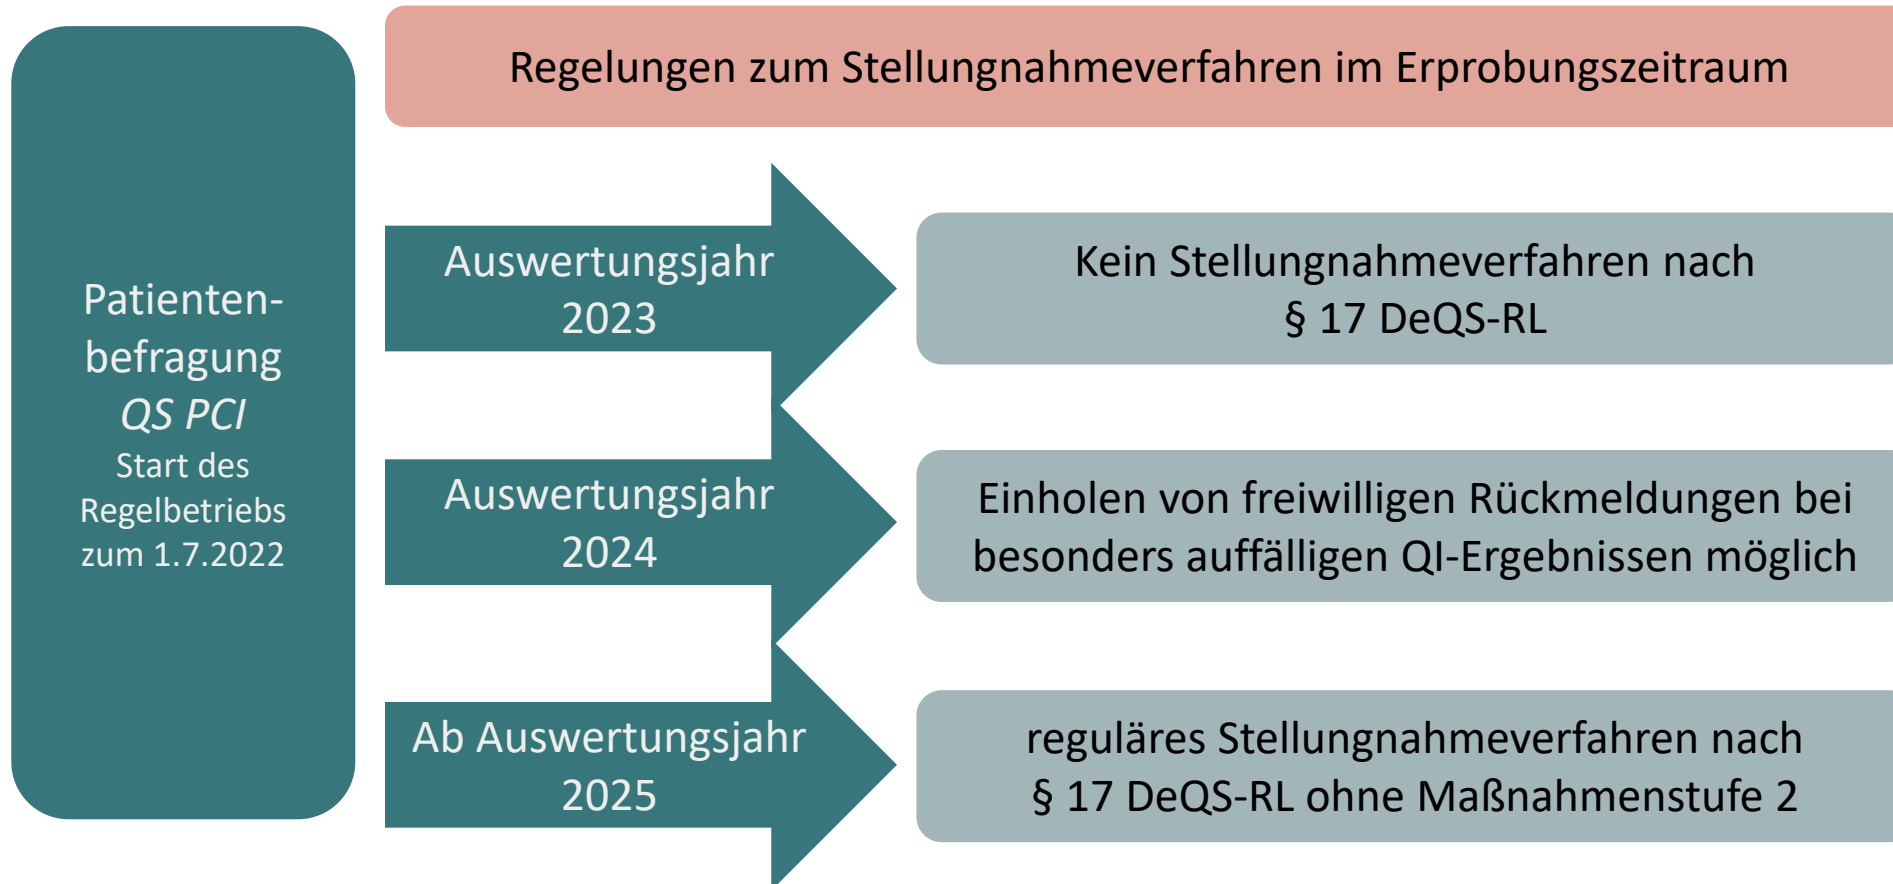 Regelungen zum Stellungnahmeverfahren im Erprobungszeitraum
Patienten-
befragung
QS PCI
Start des
Regelbetriebs
zum 1.7.2022
Auswertungsjahr
2023
Kein Stellungnahmeverfahren nach
§ 17 DeQS-RL
Auswertungsjahr
2024
Einholen von freiwilligen Rückmeldungen bei
besonders auffälligen QI-Ergebnissen möglich
Ab Auswertungsjahr
2025
reguläres Stellungnahmeverfahren nach
§ 17 DeQS-RL ohne Maßnahmenstufe 2